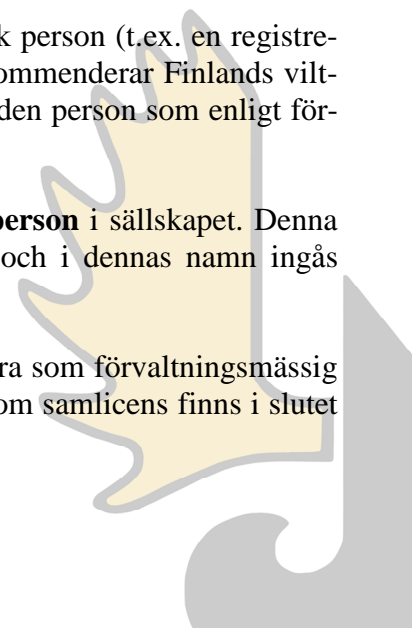 k person (t.ex. en registre-
ommenderar Finlands vilt-
den person som enligt för-
person i sällskapet. Denna
och i dennas namn ingås
ra som förvaltningsmässig
om samlicens finns i slutet